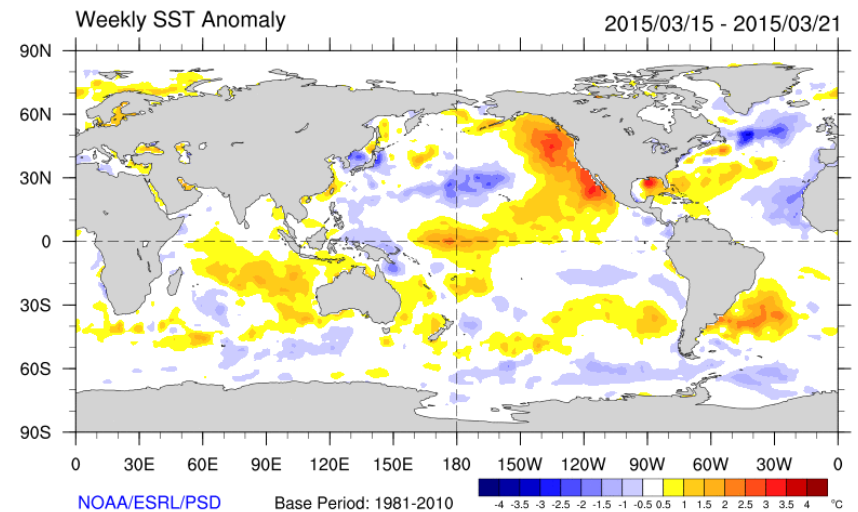 Weekly SST Anomaly
2015/03/15 - 2015/03/21
90N
60N
30N
0
30S
60S
90S
0 30E 60E 90E 120E 150E 180 150W 120W 90W 60W 30W 0
NOAA/ESRL/PSD
Base Period: 1981-2010
-4 -3.5 -3 -2.5 -2 -1.5 -1 -0.5 0.5 1 1.5 2 2.5 3 3.5 4 °C